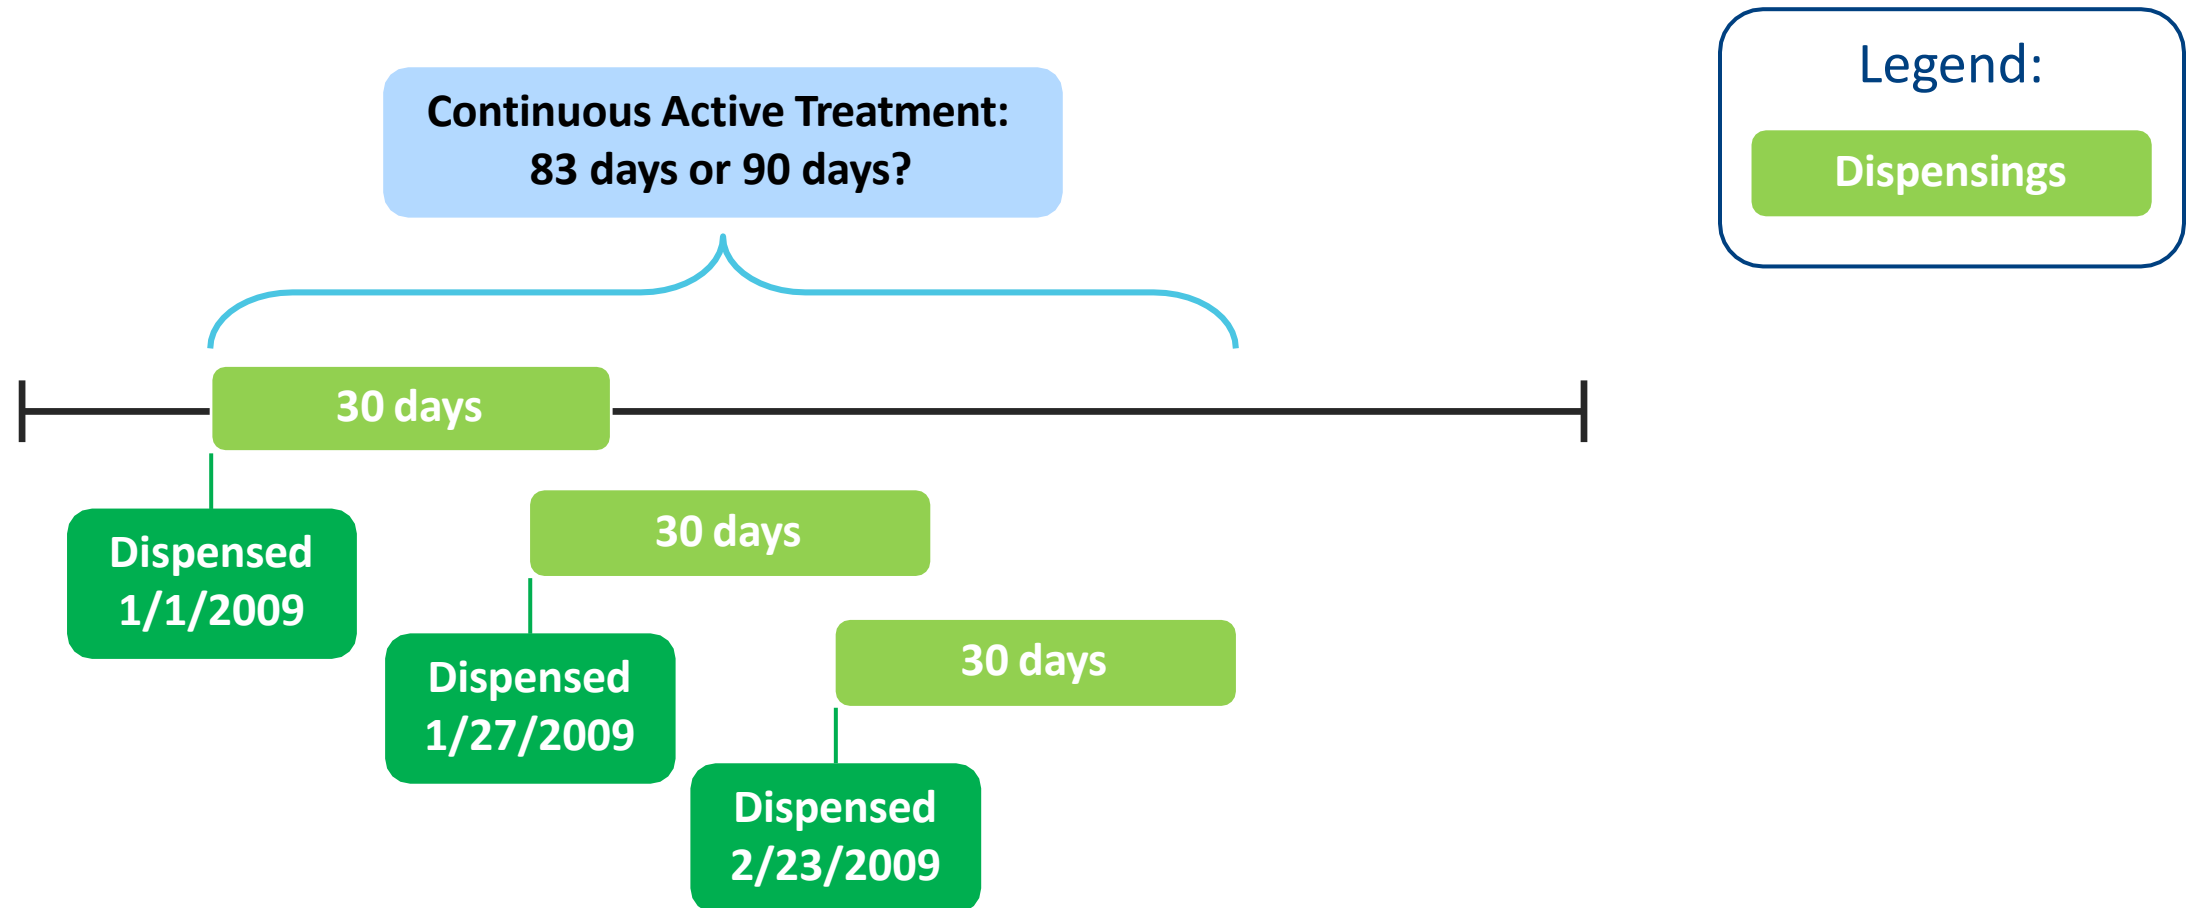 Continuous Active Treatment:
83 days or 90 days?
Legend:
Dispensings
30 days
Dispensed
1/1/2009
30 days
Dispensed
1/27/2009
30 days
Dispensed
2/23/2009